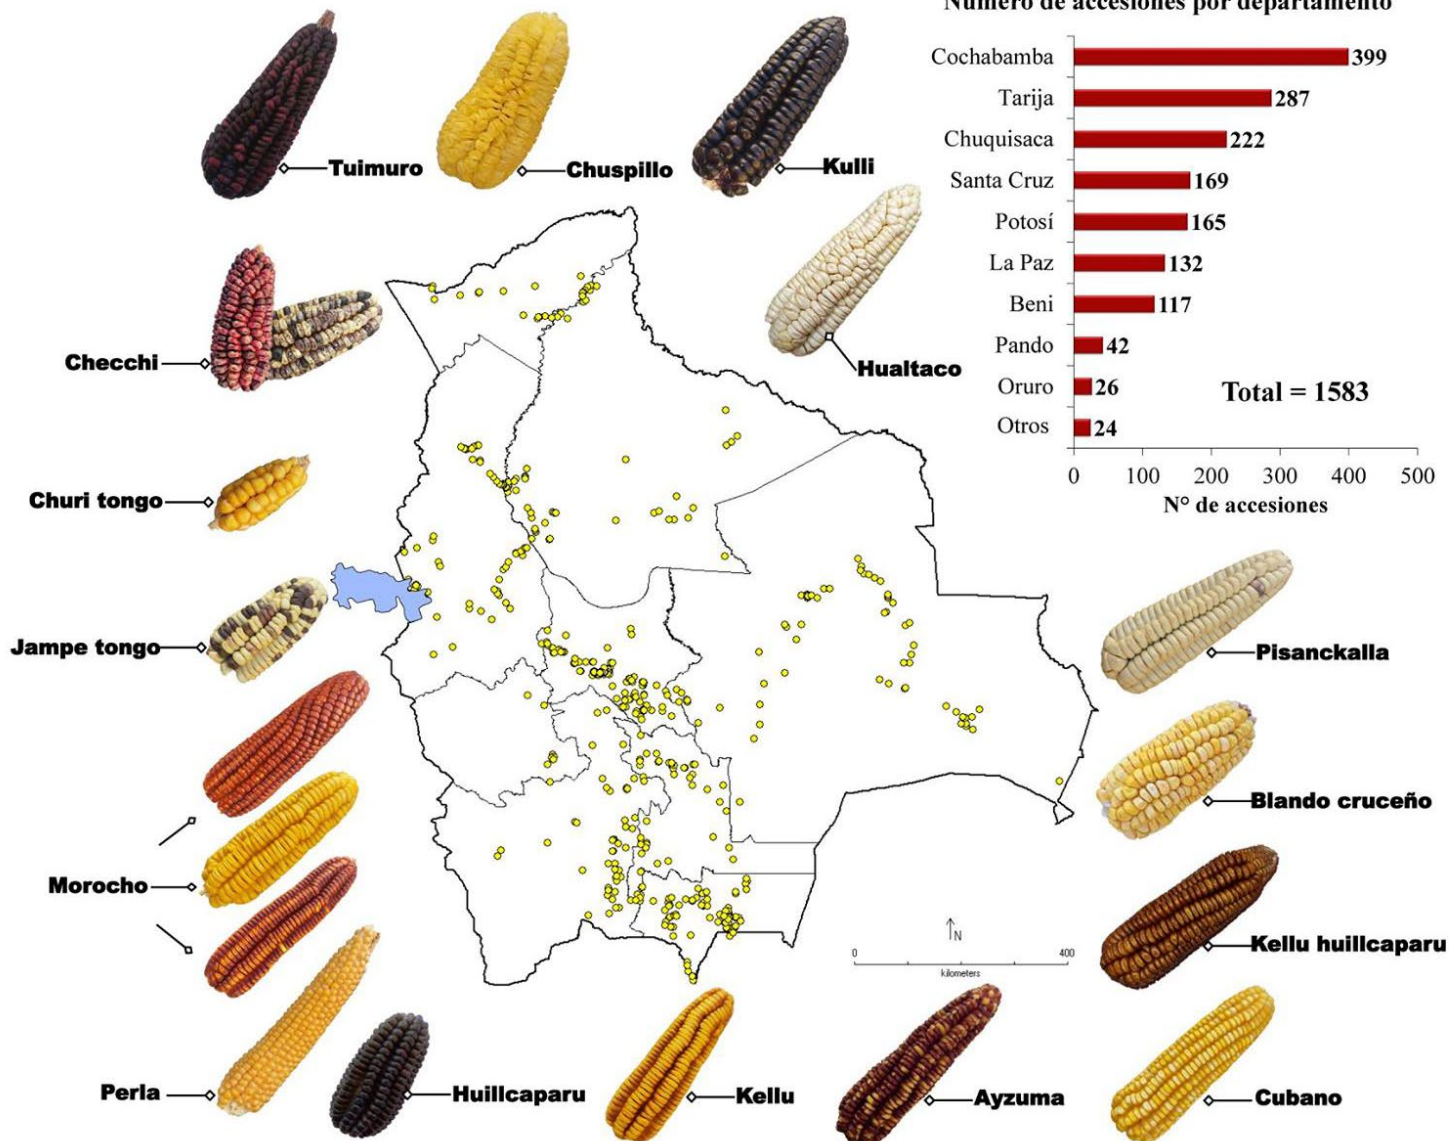 Número de accesiones por departamento
Cochabamba 399
Tarija 287
Chuquisaca 222
Santa Cruz 169
Potosí 165
La Paz 132
Beni 117
Pando 42
Oruro 26
Otros 24
Total = 1583
0 100 200 300 400 500
N° de accesiones
Tuimuro
Chuspillo
Kulli
Hualtaco
Checchi
Churi tongo
Jampe tongo
Morocho
Perla
Huillcaparu
Kellu
Ayzuma
Cubano
Kellu huillcaparu
Blando cruceño
Pisanckalla
N
0 400
kilometers